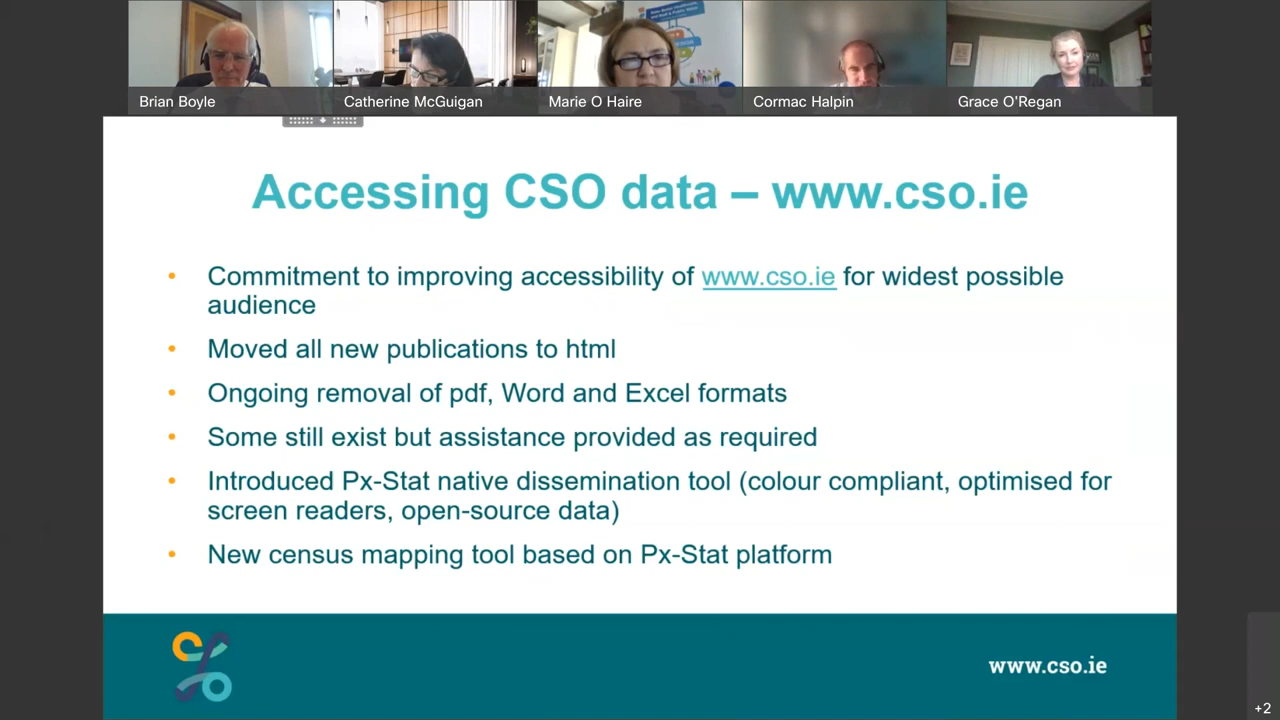 Brian Boyle
Catherine McGuigan
Marie O Haire
Cormac Halpin
Grace O'Regan
Accessing CSO data – www.cso.ie
• Commitment to improving accessibility of www.cso.ie for widest possible
audience
• Moved all new publications to html
• Ongoing removal of pdf, Word and Excel formats
• Some still exist but assistance provided as required
• Introduced Px-Stat native dissemination tool (colour compliant, optimised for
screen readers, open-source data)
• New census mapping tool based on Px-Stat platform
www.cso.ie
+2